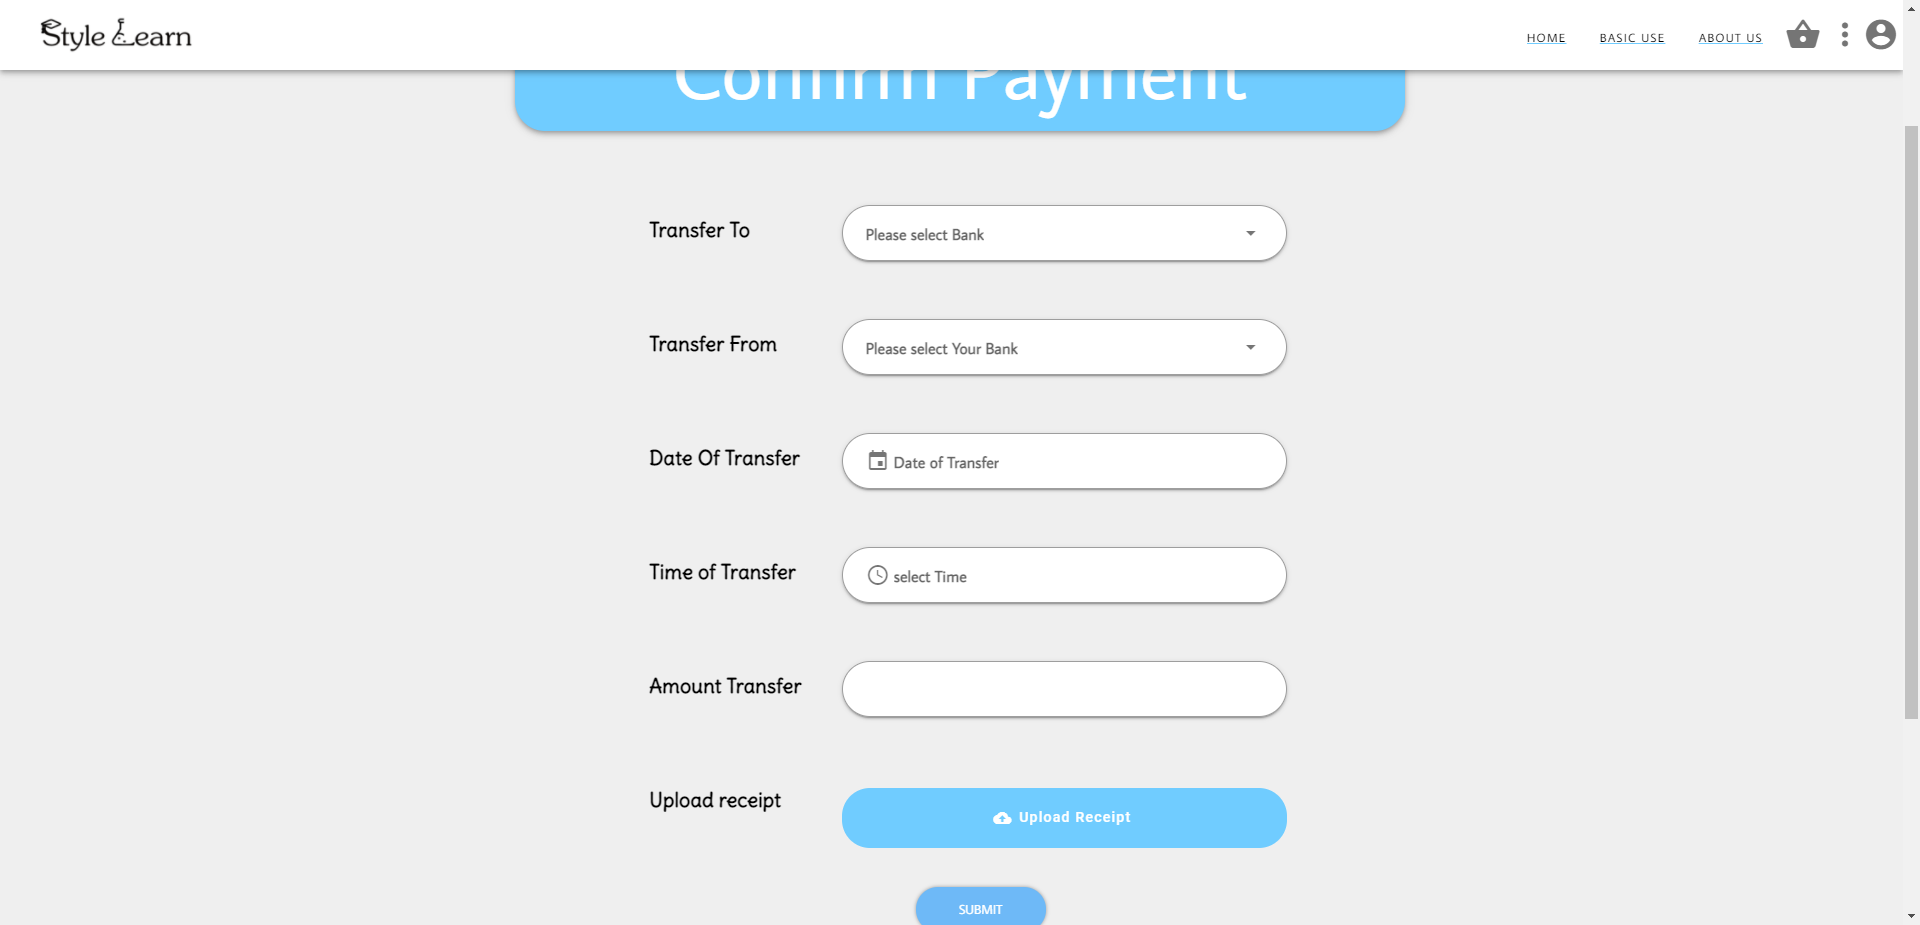 Style Learn
HOME BASIC USE ABOUT US
Confirm Payment
Transfer To
Please select Bank
Transfer From
Please select Your Bank
Date Of Transfer
Date of Transfer
Time of Transfer
select Time
Amount Transfer
Upload receipt
Upload Receipt
SUBMIT